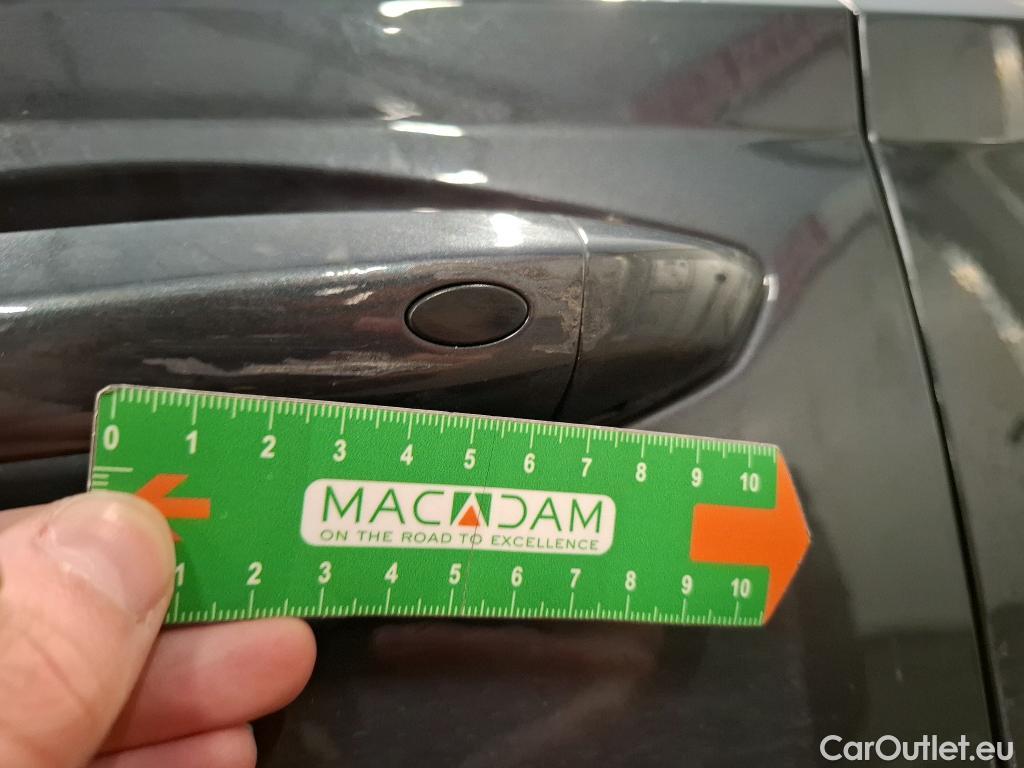 0 1 2 3 4 5 6 7 8 9 10
MACADAM
ON THE ROAD TO EXCELLENCE
1 2 3 4 5 6 7 8 9 10
CarOutlet.eu